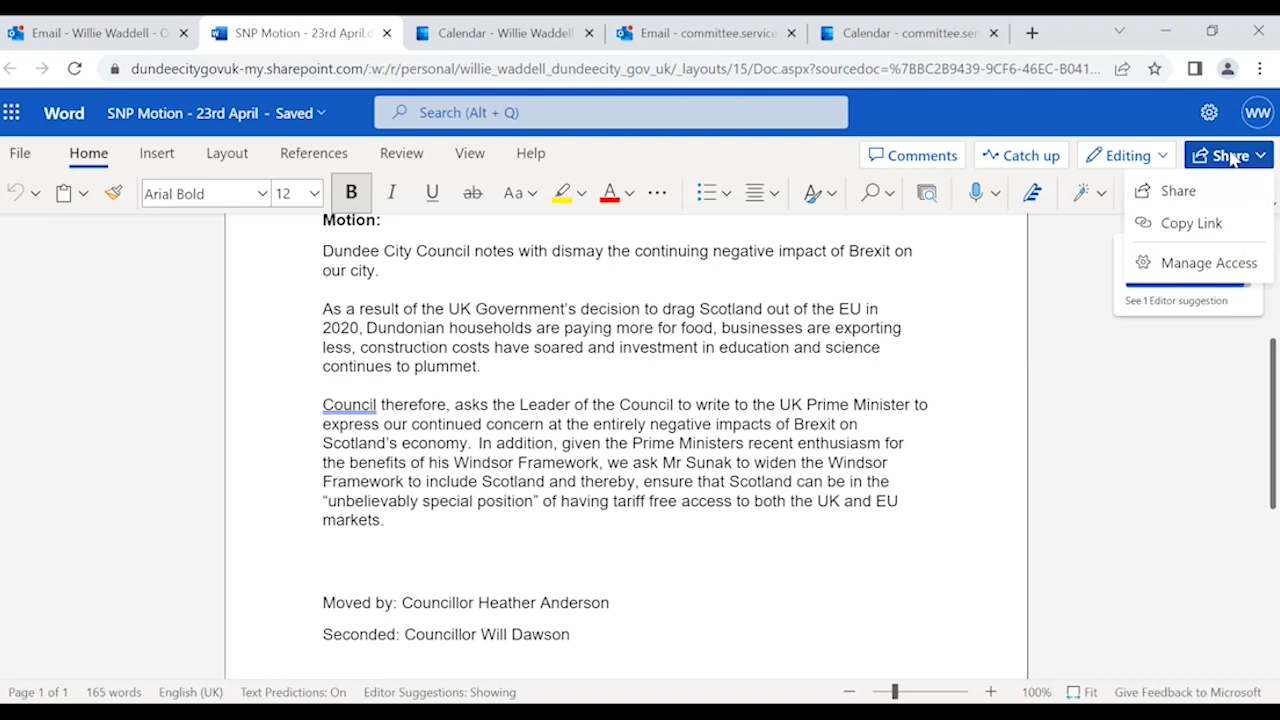 Email - Willie Waddell - O
SNP Motion - 23rd April.d
Calendar - Willie Waddell
Email - committee.service
Calendar - committee.ser
dundeecitygovuk-my.sharepoint.com/:w:/r/personal/willie_waddell_dundeecity_gov_uk/_layouts/15/Doc.aspx?sourcedoc=%7BBC2B9439-9CF6-46EC-B041...
Word SNP Motion - 23rd April - Saved
Search (Alt + Q)
WW
File Home Insert Layout References Review View Help
Comments Catch up Editing Share
Arial Bold 12 B I U ab Aa A
Share
Copy Link
Manage Access
See 1 Editor suggestion
Motion:
Dundee City Council notes with dismay the continuing negative impact of Brexit on
our city.
As a result of the UK Government's decision to drag Scotland out of the EU in
2020, Dundonian households are paying more for food, businesses are exporting
less, construction costs have soared and investment in education and science
continues to plummet.
Council therefore, asks the Leader of the Council to write to the UK Prime Minister to
express our continued concern at the entirely negative impacts of Brexit on
Scotland's economy. In addition, given the Prime Ministers recent enthusiasm for
the benefits of his Windsor Framework, we ask Mr Sunak to widen the Windsor
Framework to include Scotland and thereby, ensure that Scotland can be in the
“unbelievably special position” of having tariff free access to both the UK and EU
markets.
Moved by: Councillor Heather Anderson
Seconded: Councillor Will Dawson
Page 1 of 1 165 words English (UK) Text Predictions: On Editor Suggestions: Showing 100% Fit Give Feedback to Microsoft